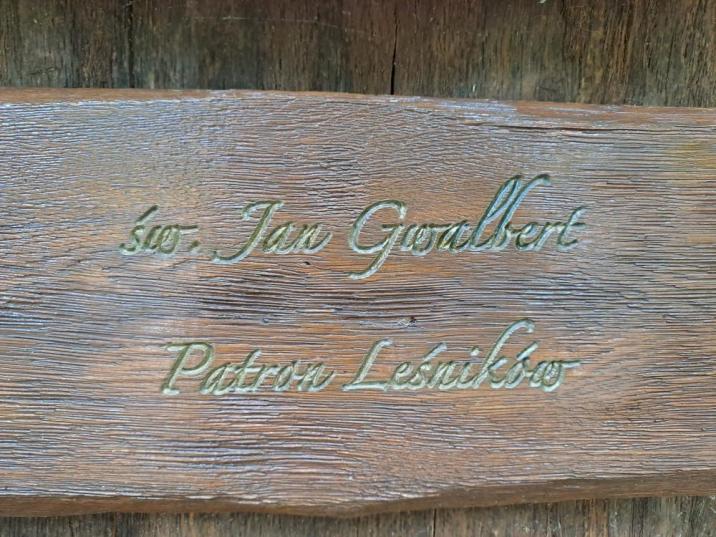 św. Jan Gwalbert
Patron Leśników